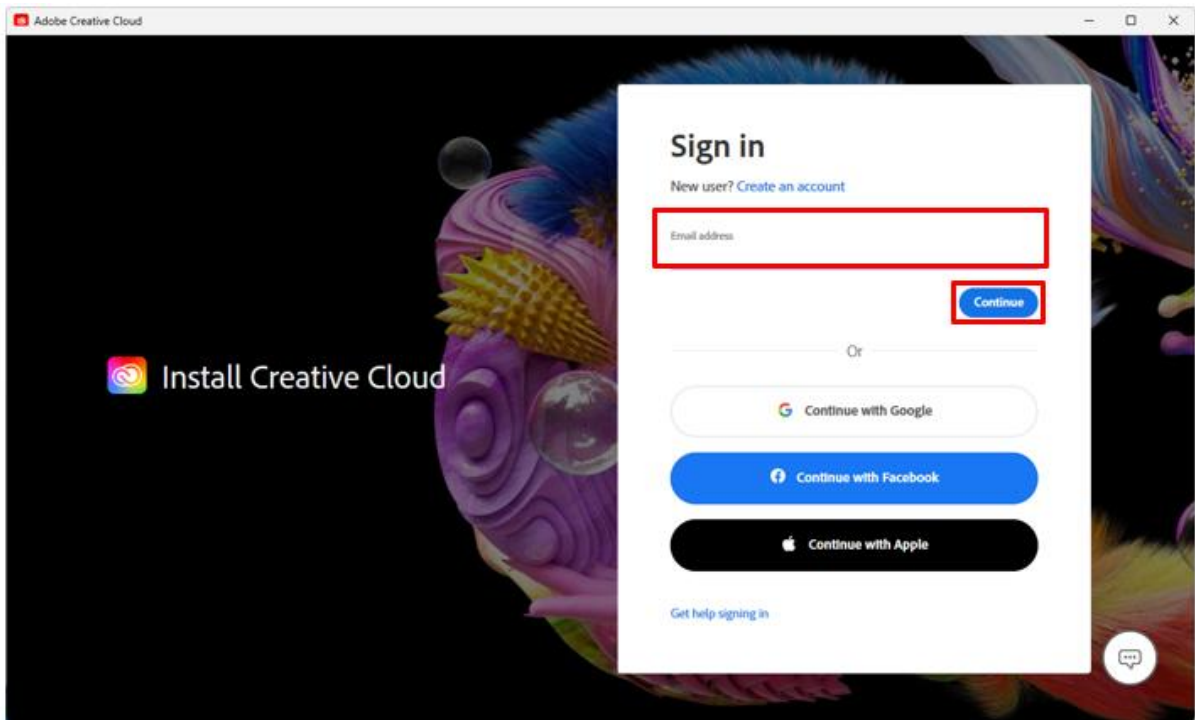 Adobe Creative Cloud
Sign in
New user? Create an account
Email address
Continue
Or
Install Creative Cloud
Continue with Google
Continue with Facebook
Continue with Apple
Get help signing in